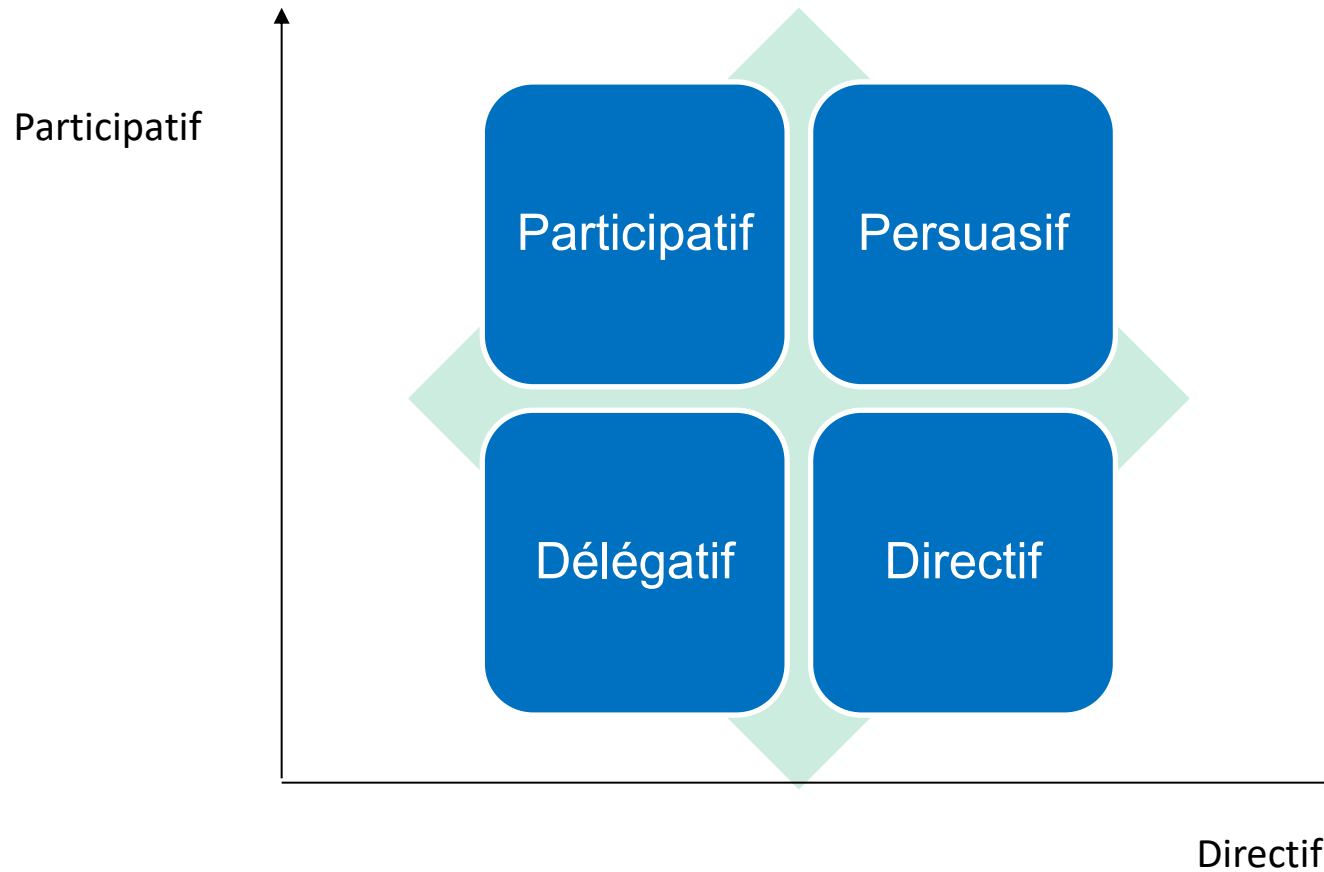 Participatif
Participatif
Persuasif
Délégatif
Directif
Directif